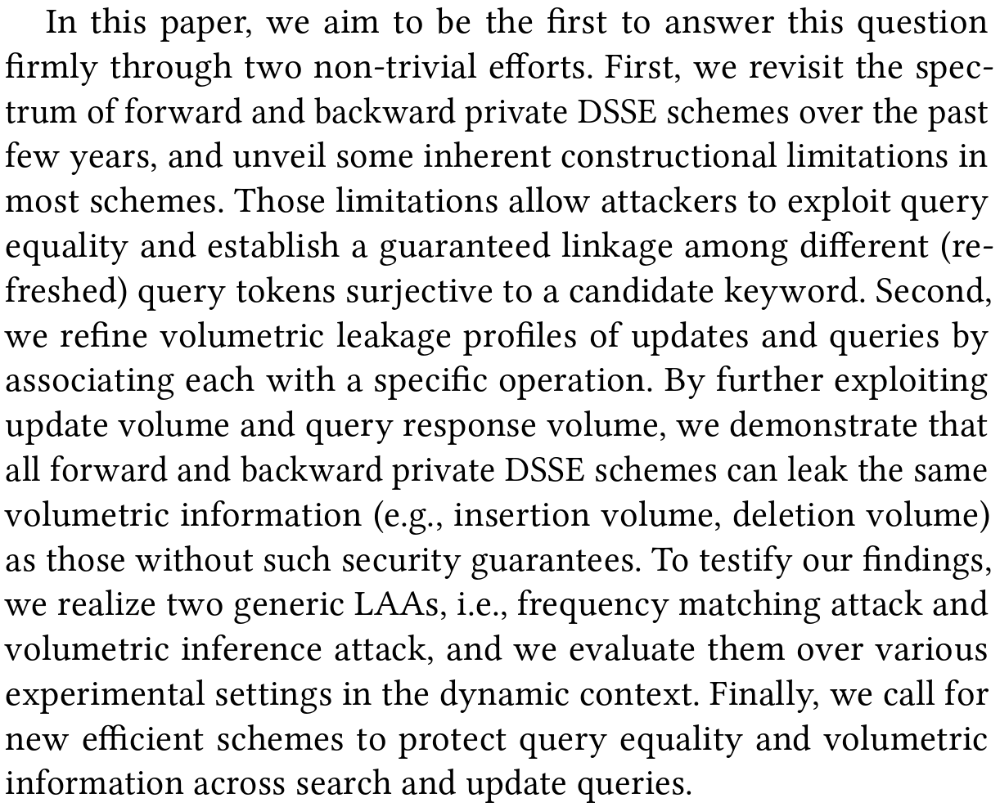 In this paper, we aim to be the first to answer this question
firmly through two non-trivial efforts. First, we revisit the spec-
trum of forward and backward private DSSE schemes over the past
few years, and unveil some inherent constructional limitations in
most schemes. Those limitations allow attackers to exploit query
equality and establish a guaranteed linkage among different (re-
freshed) query tokens surjective to a candidate keyword. Second,
we refine volumetric leakage profiles of updates and queries by
associating each with a specific operation. By further exploiting
update volume and query response volume, we demonstrate that
all forward and backward private DSSE schemes can leak the same
volumetric information (e.g., insertion volume, deletion volume)
as those without such security guarantees. To testify our findings,
we realize two generic LAAs, i.e., frequency matching attack and
volumetric inference attack, and we evaluate them over various
experimental settings in the dynamic context. Finally, we call for
new efficient schemes to protect query equality and volumetric
information across search and update queries.